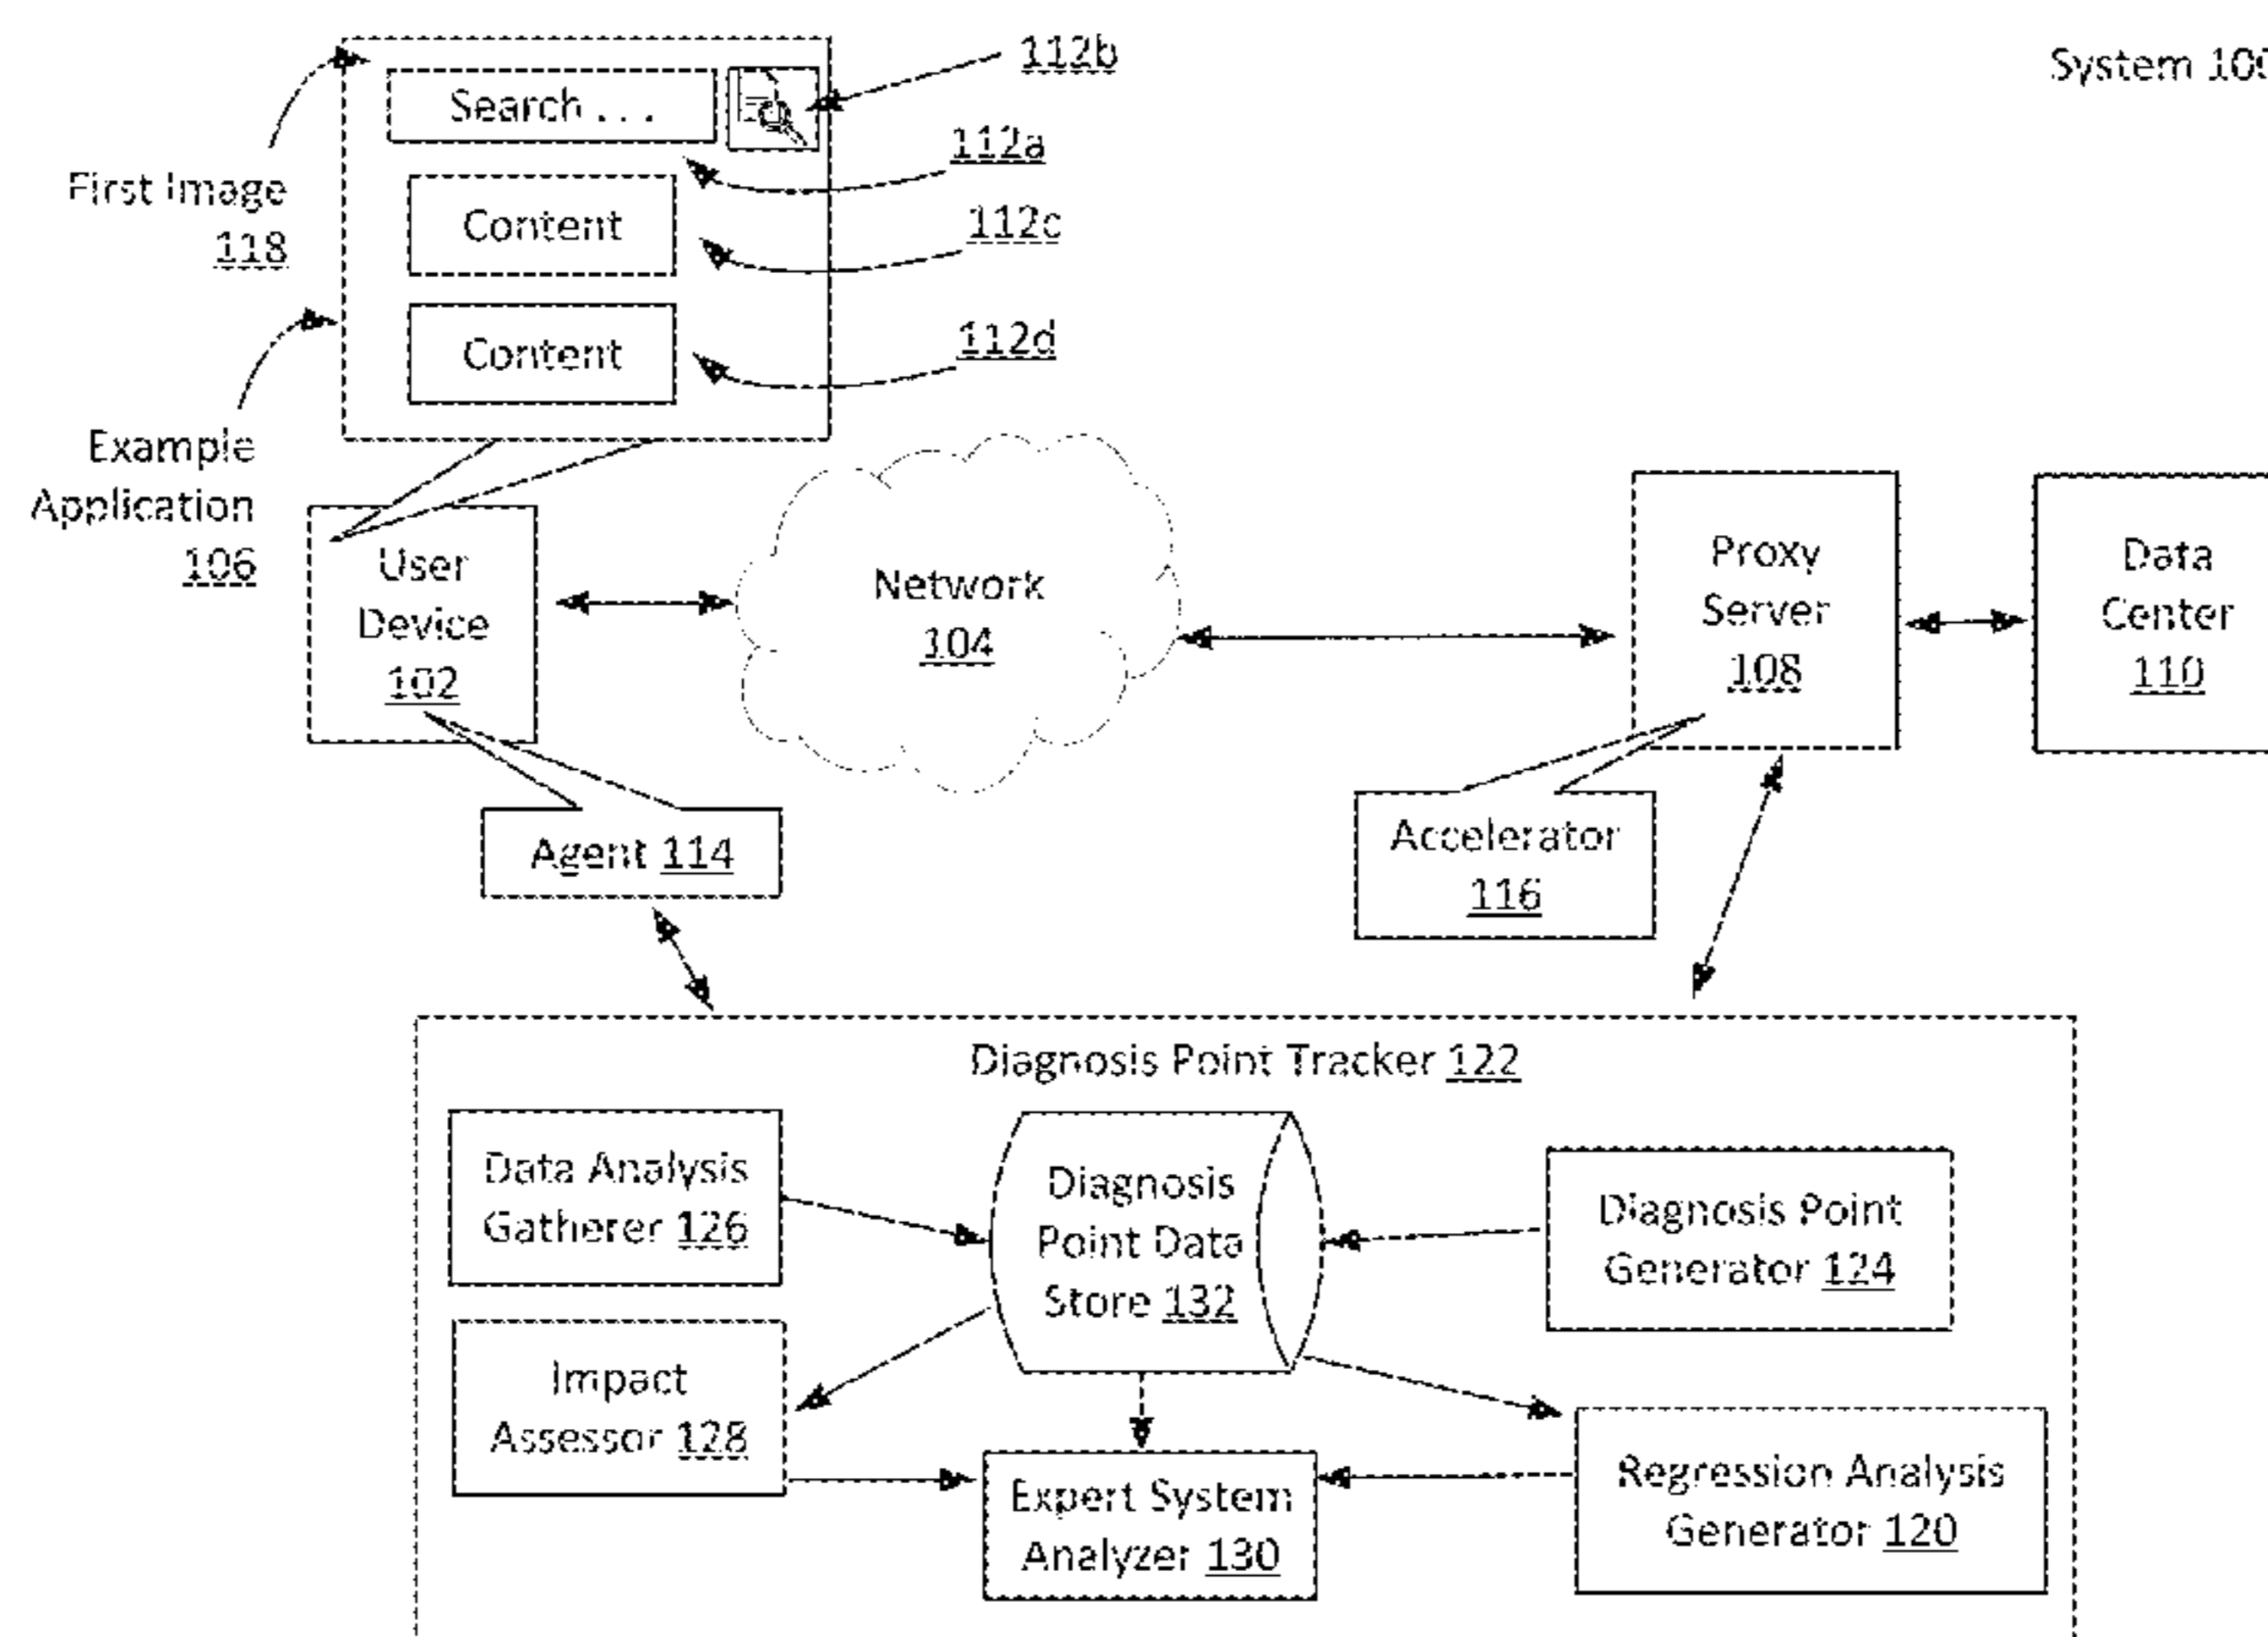 System 100
112b
Search . . .
112a
First Image
118
Content
112c
Content
112d
Example
Application
106
User
Device
102
Network
104
Proxy
Server
108
Data
Center
110
Agent 114
Accelerator
116
Diagnosis Point Tracker 122
Data Analysis
Gatherer 126
Diagnosis
Point Data
Store 132
Diagnosis Point
Generator 124
Impact
Assessor 128
Expert System
Analyzer 130
Regression Analysis
Generator 120